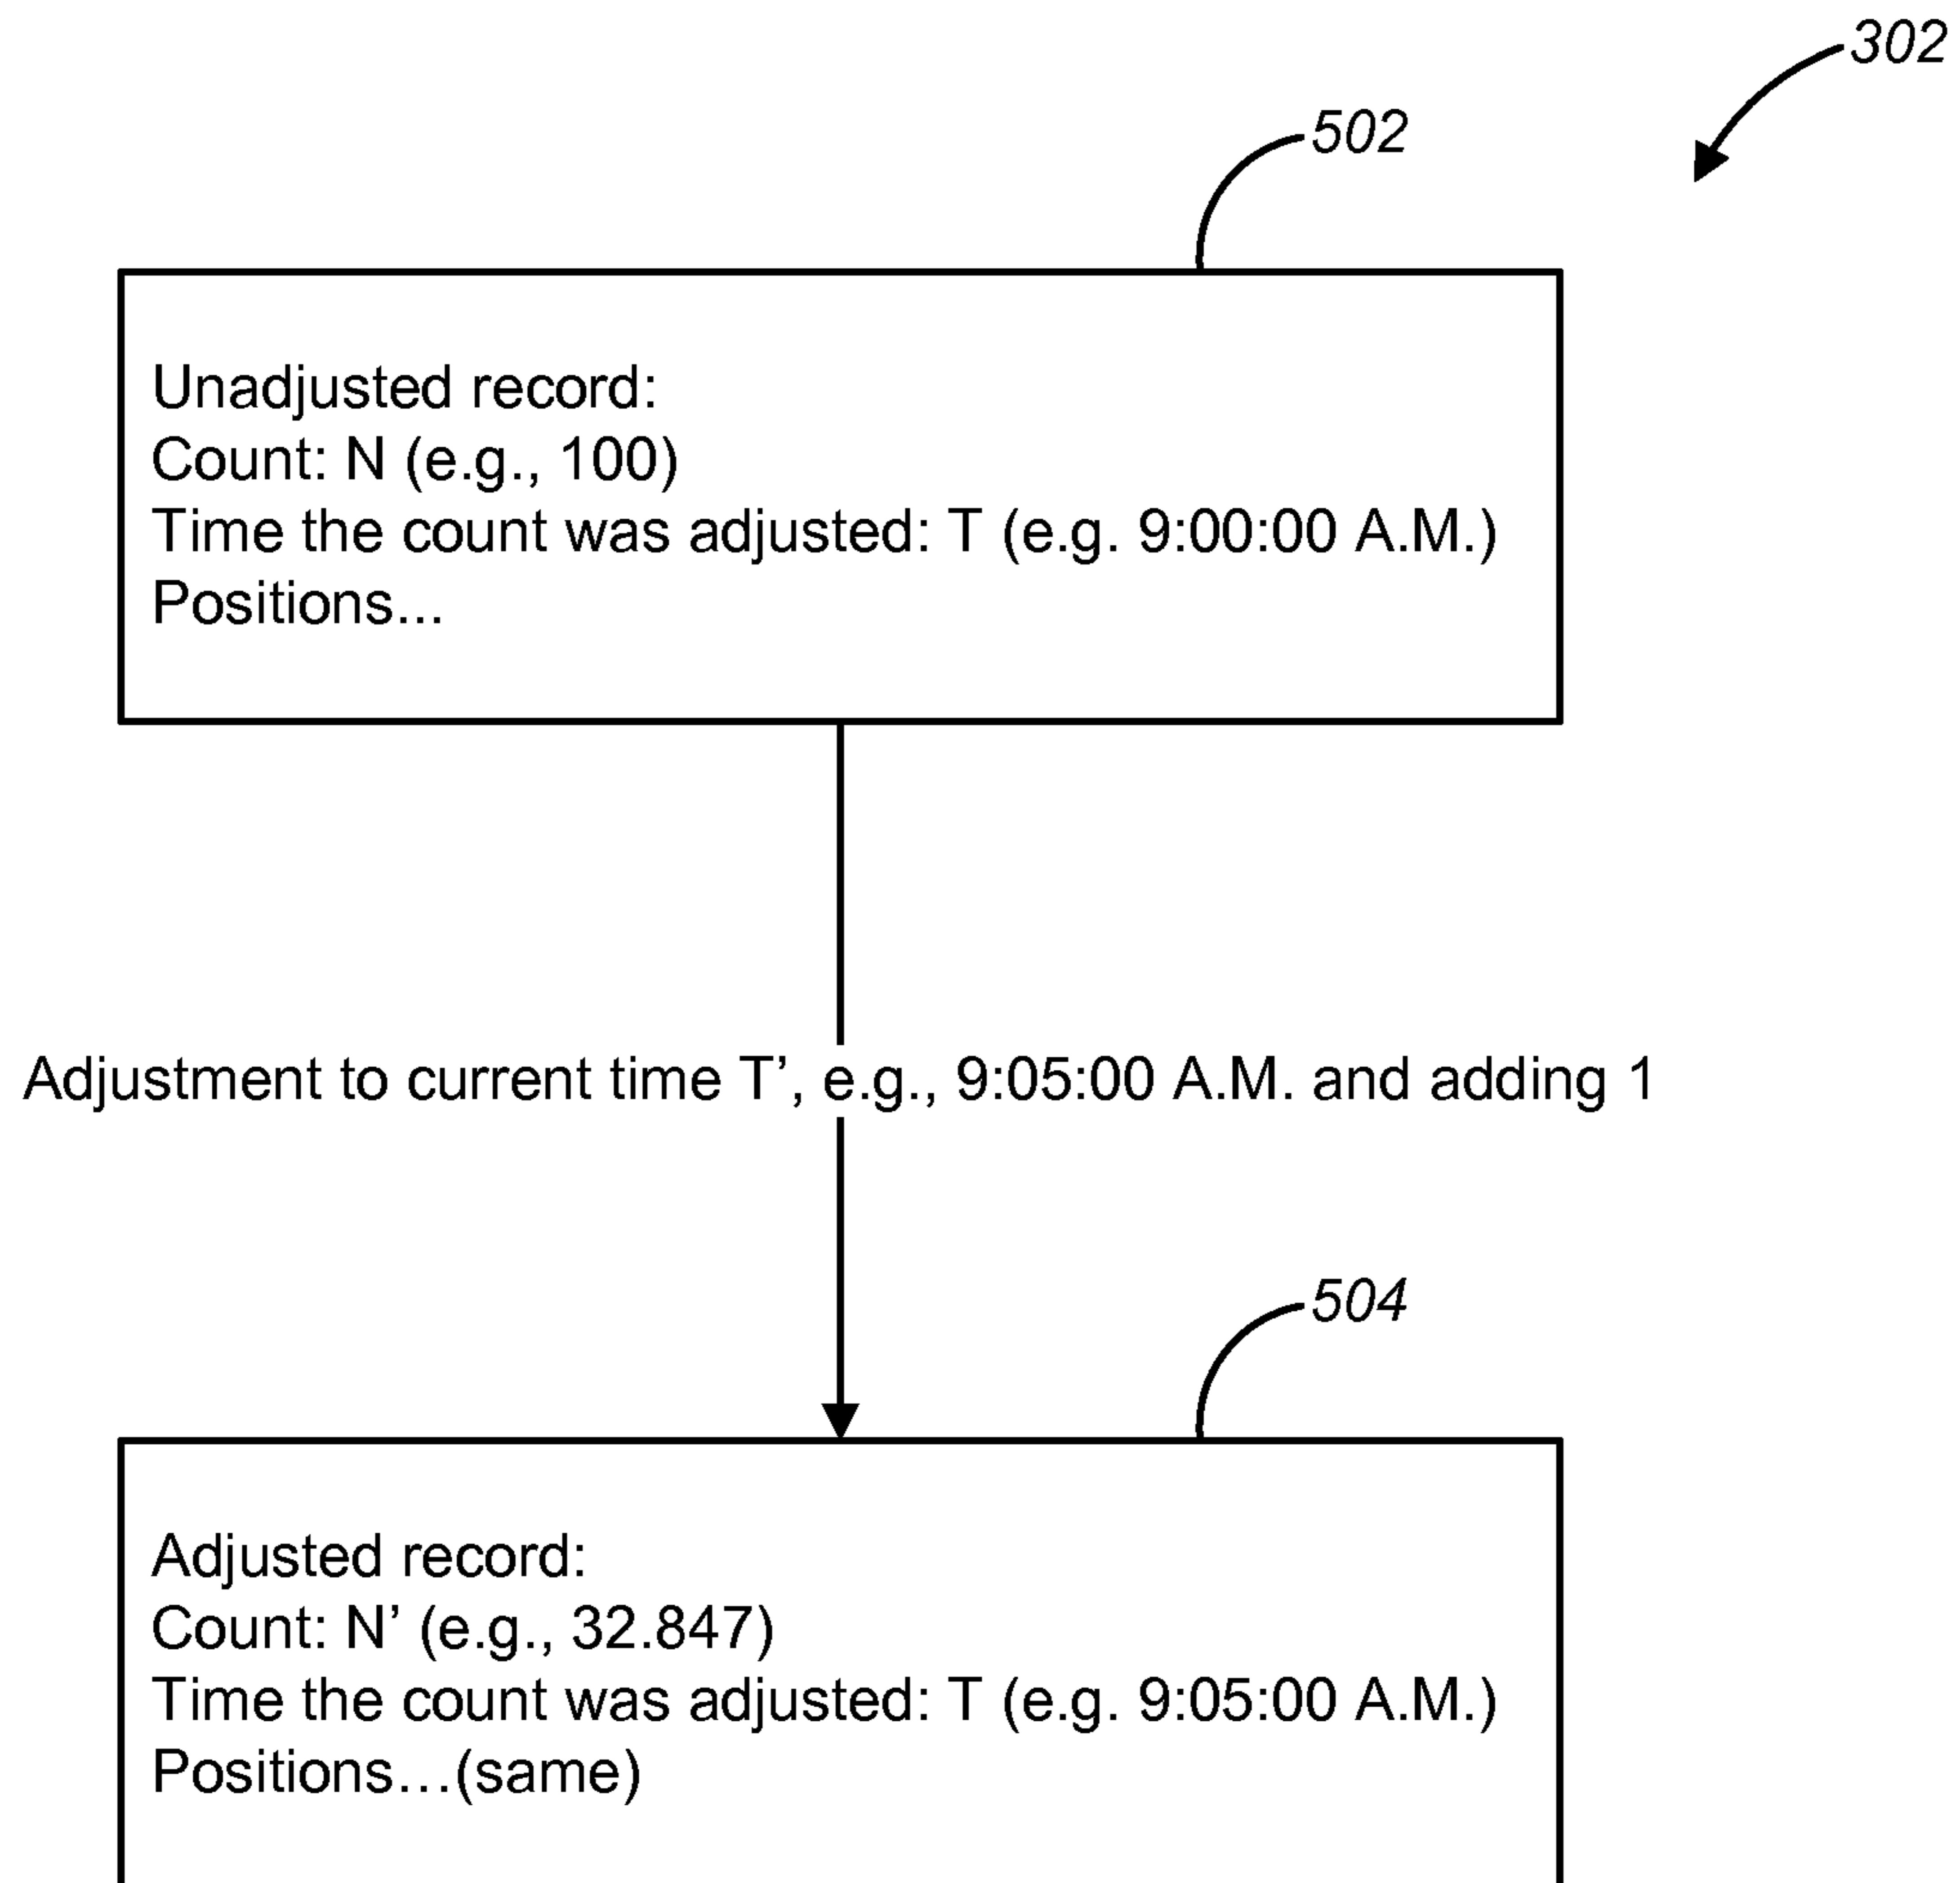 302
502
Unadjusted record:
Count: N (e.g., 100)
Time the count was adjusted: T (e.g. 9:00:00 A.M.)
Positions...
Adjustment to current time T’, e.g., 9:05:00 A.M. and adding 1
504
Adjusted record:
Count: N’ (e.g., 32.847)
Time the count was adjusted: T (e.g. 9:05:00 A.M.)
Positions…(same)